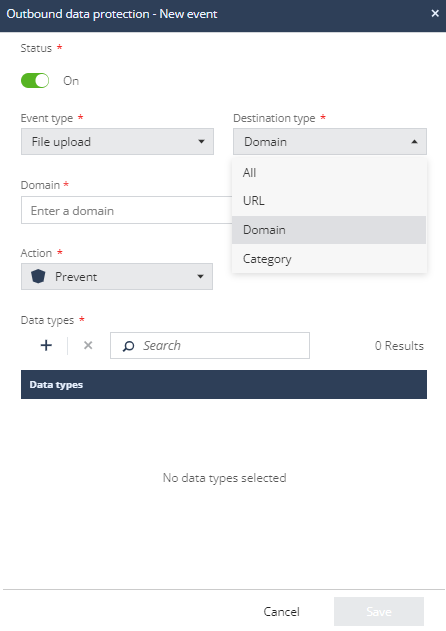 Outbound data protection - New event ×
Status *
On
Event type * Destination type *
File upload Domain
All
Domain * URL
Enter a domain Domain
Action * Category
Prevent
Data types *
+ × Search 0 Results
Data types
No data types selected
Cancel Save